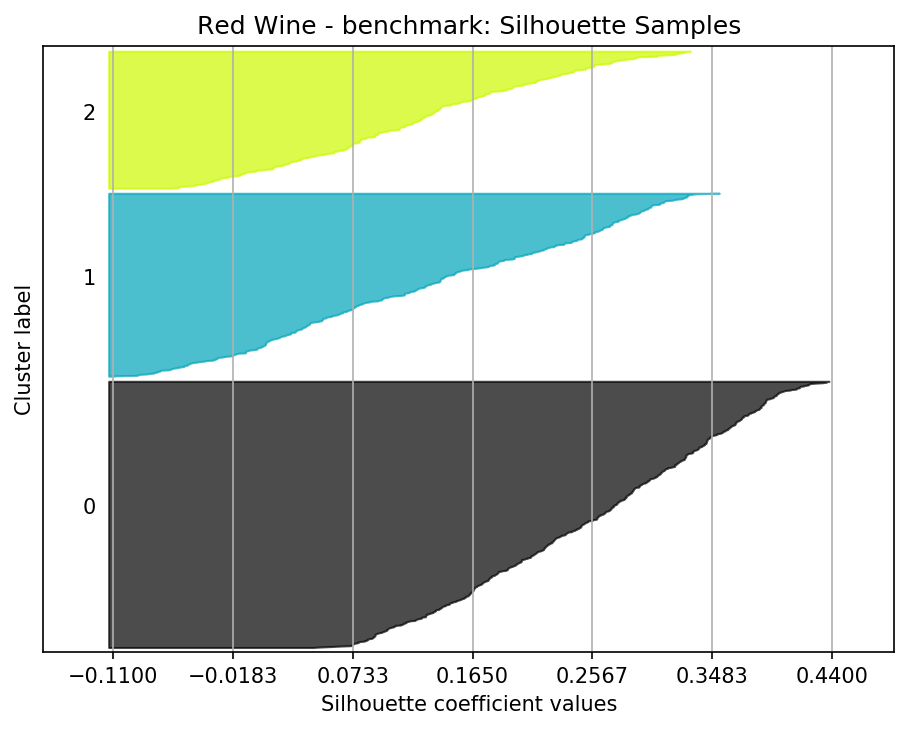 Red Wine - benchmark: Silhouette Samples
2
1
0
Cluster label
−0.1100 −0.0183 0.0733 0.1650 0.2567 0.3483 0.4400
Silhouette coefficient values